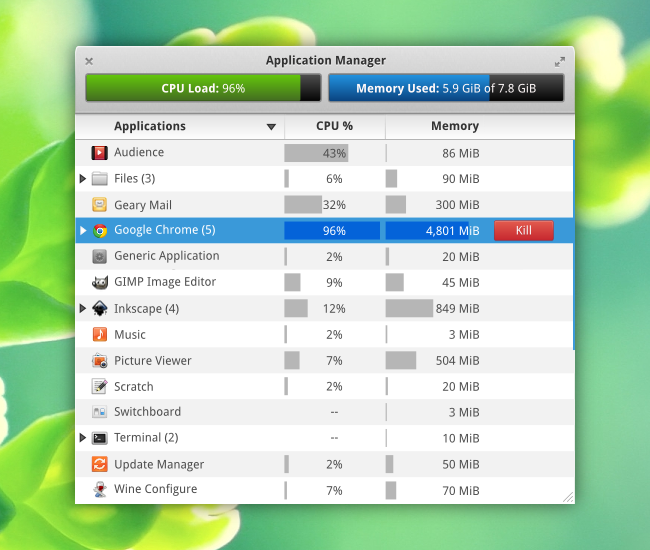 Application Manager
CPU Load: 96% Memory Used: 5.9 GiB of 7.8 GiB
Applications CPU % Memory
Audience 43% 86 MiB
Files (3) 6% 90 MiB
Geary Mail 32% 300 MiB
Google Chrome (5) 96% 4,801 MiB Kill
Generic Application 2% 20 MiB
GIMP Image Editor 9% 45 MiB
Inkscape (4) 12% 849 MiB
Music 2% 3 MiB
Picture Viewer 7% 504 MiB
Scratch 2% 20 MiB
Switchboard -- 3 MiB
Terminal (2) -- 10 MiB
Update Manager 2% 50 MiB
Wine Configure 7% 70 MiB